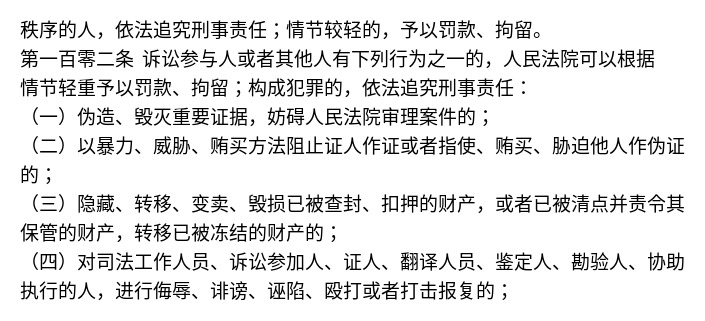 秩序的人，依法追究刑事责任；情节较轻的，予以罚款、拘留。
第一百零二条 诉讼参与人或者其他人有下列行为之一的，人民法院可以根据
情节轻重予以罚款、拘留；构成犯罪的，依法追究刑事责任：
（一）伪造、毁灭重要证据，妨碍人民法院审理案件的；
（二）以暴力、威胁、贿买方法阻止证人作证或者指使、贿买、胁迫他人作伪证
的；
（三）隐藏、转移、变卖、毁损已被查封、扣押的财产，或者已被清点并责令其
保管的财产，转移已被冻结的财产的；
（四）对司法工作人员、诉讼参加人、证人、翻译人员、鉴定人、勘验人、协助
执行的人，进行侮辱、诽谤、诬陷、殴打或者打击报复的；